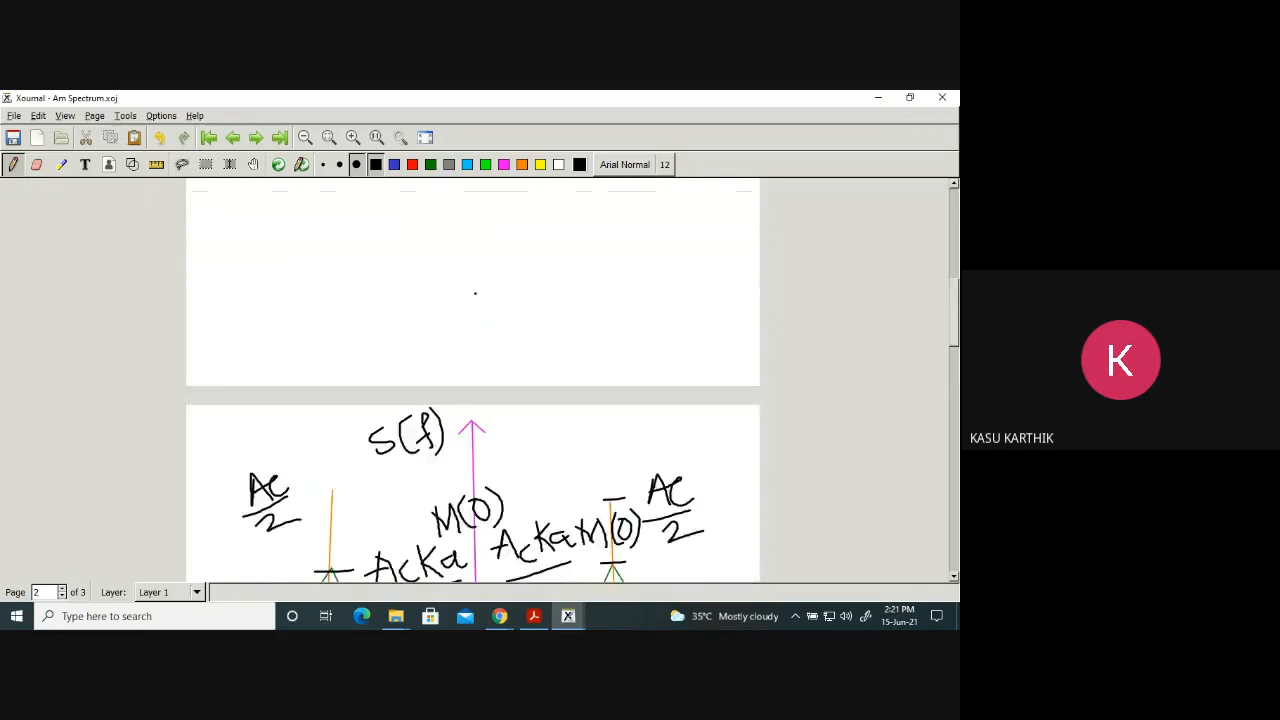 Xournal - Am Spectrum.xoj
File Edit View Page Tools Options Help
T Arial Normal 12
S(f)
Ac/2
M(0)
AcKa
AcKaM(0)
Ac/2
K
KASU KARTHIK
Page 2 of 3 Layer: Layer 1
Type here to search
35°C Mostly cloudy
2:21 PM
15-Jun-21